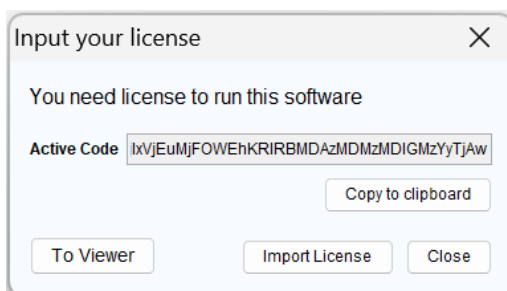 Input your license
You need license to run this software
Active Code lxVjEuMjFOWEhKRlRBMDAzMDMzMDIGMzYyTjAw
Copy to clipboard
To Viewer Import License Close